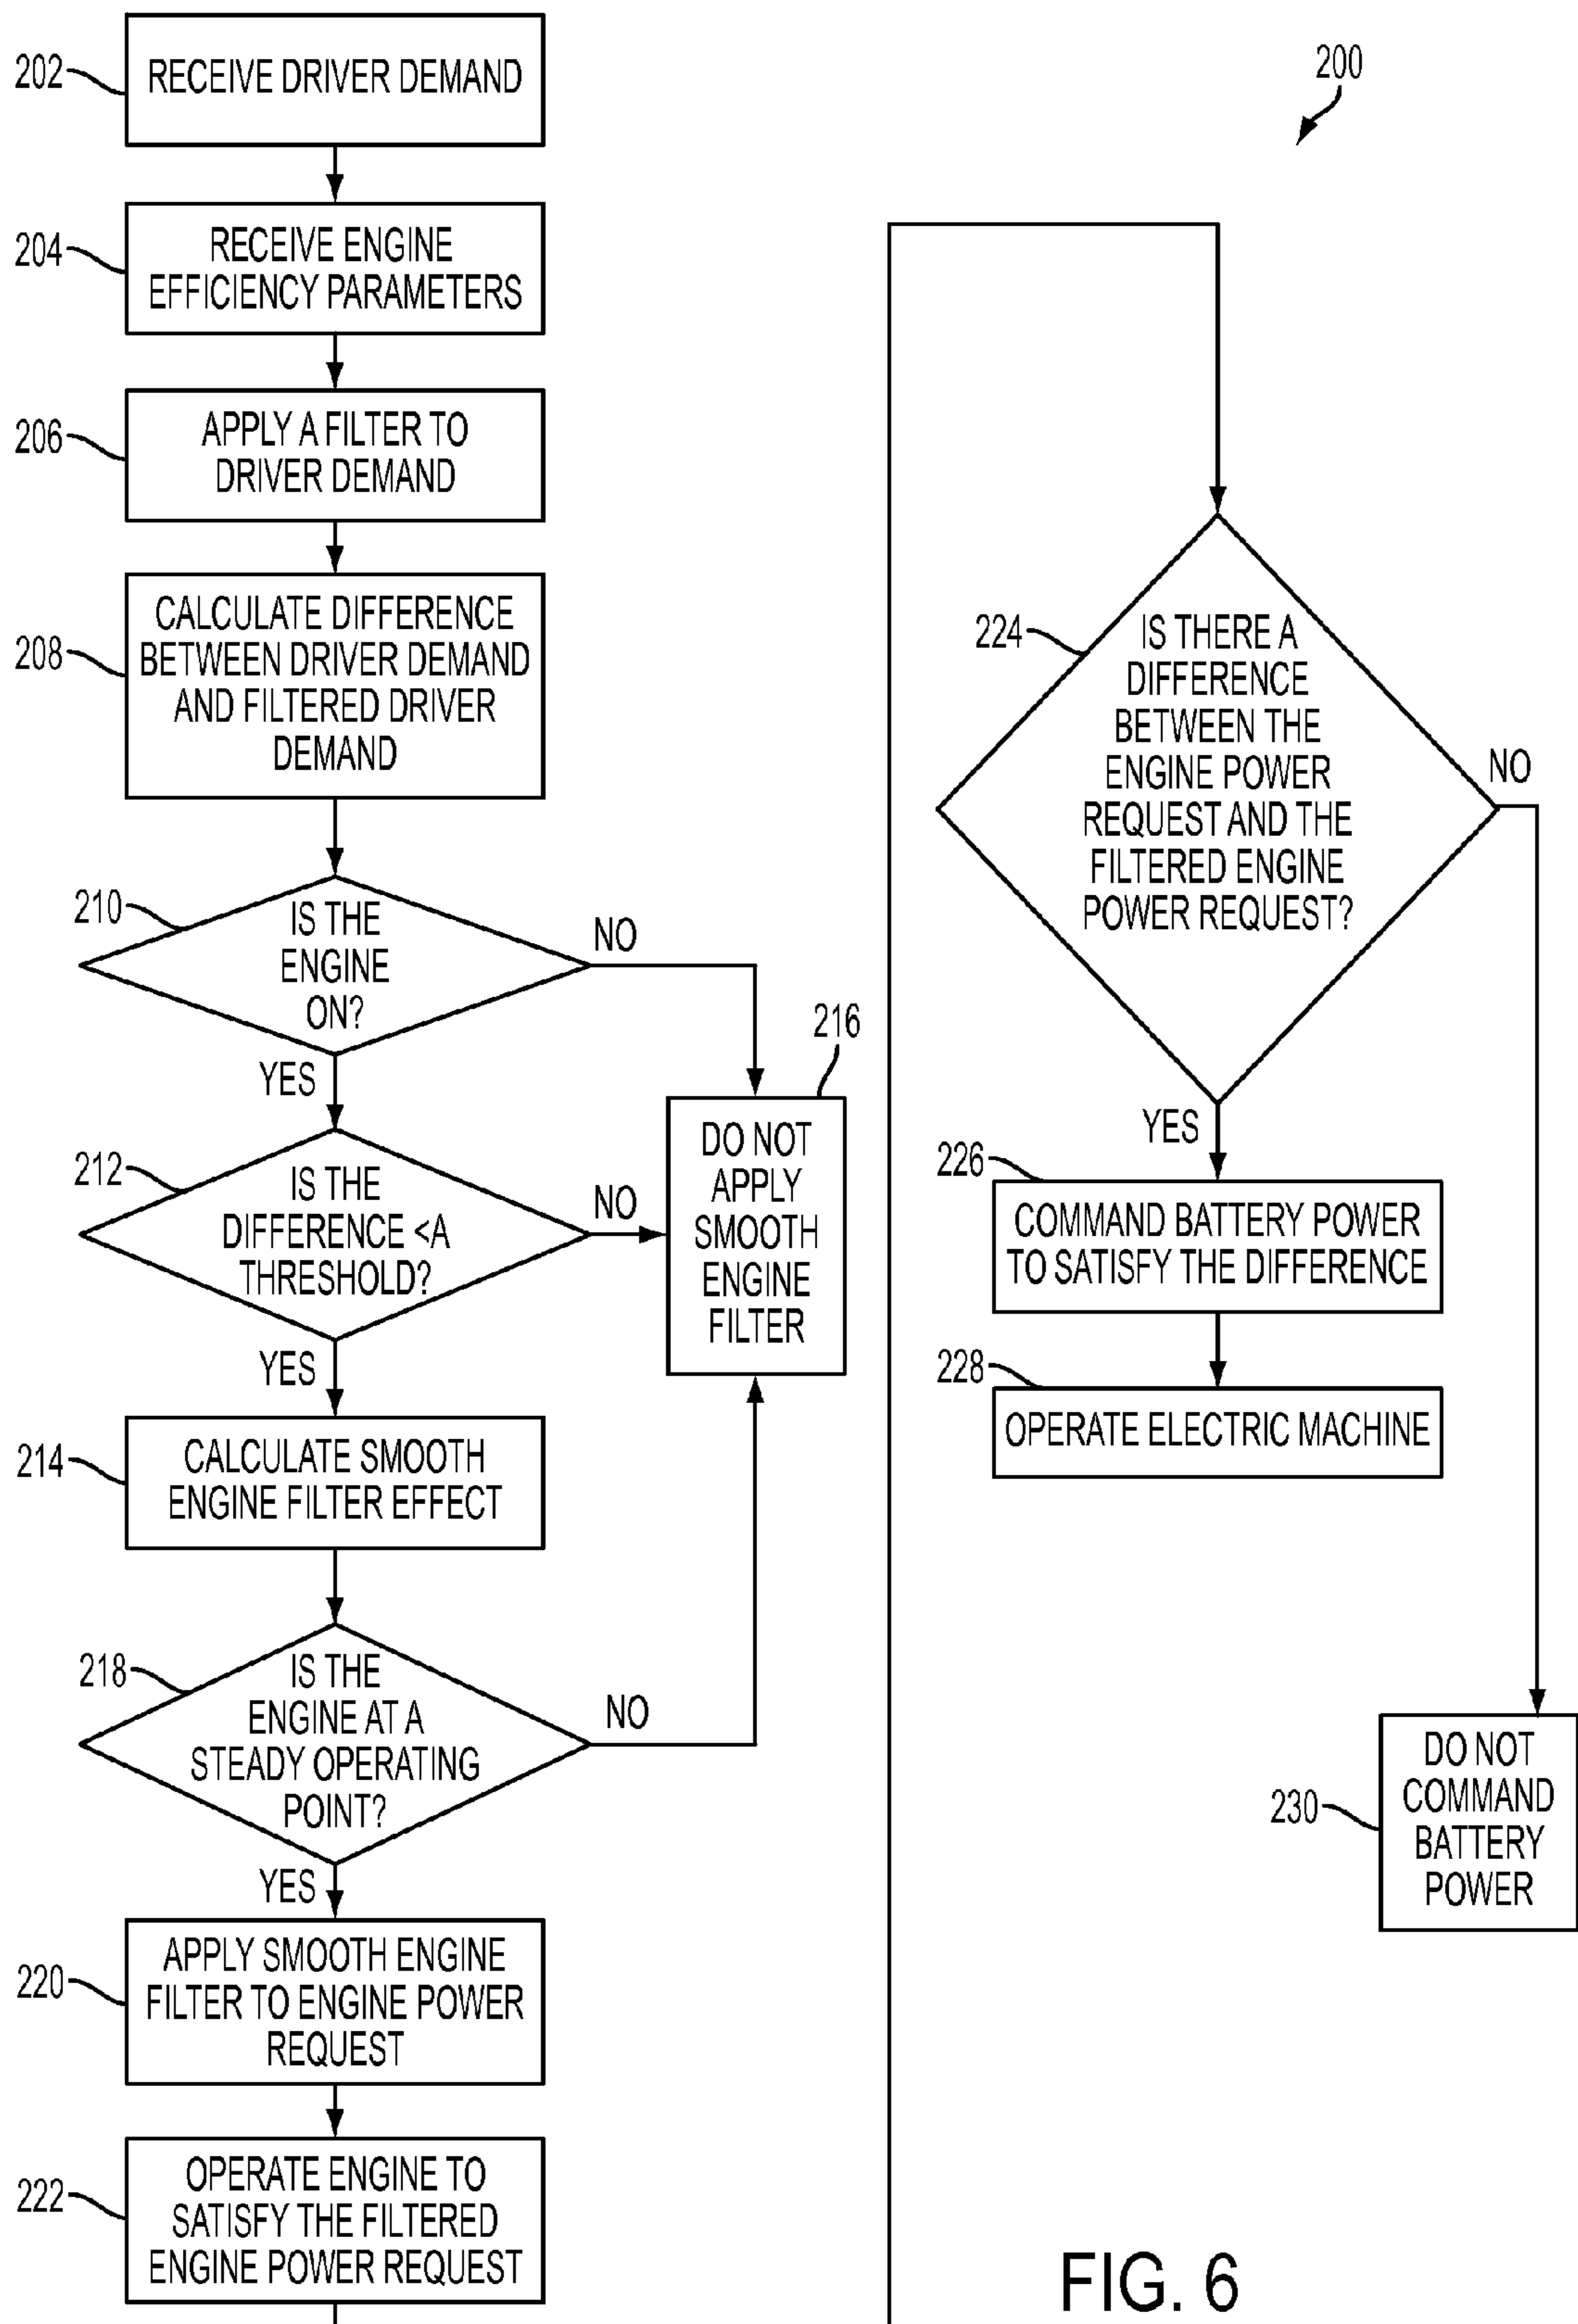 202
RECEIVE DRIVER DEMAND
204
RECEIVE ENGINE
EFFICIENCY PARAMETERS
206
APPLY A FILTER TO
DRIVER DEMAND
208
CALCULATE DIFFERENCE
BETWEEN DRIVER DEMAND
AND FILTERED DRIVER
DEMAND
210
IS THE
ENGINE
ON?
NO
YES
212
IS THE
DIFFERENCE <A
THRESHOLD?
NO
YES
216
DO NOT
APPLY
SMOOTH
ENGINE
FILTER
214
CALCULATE SMOOTH
ENGINE FILTER EFFECT
218
IS THE
ENGINE AT A
STEADY OPERATING
POINT?
NO
YES
220
APPLY SMOOTH ENGINE
FILTER TO ENGINE POWER
REQUEST
222
OPERATE ENGINE TO
SATISFY THE FILTERED
ENGINE POWER REQUEST
200
224
IS THERE A
DIFFERENCE
BETWEEN THE
ENGINE POWER
REQUEST AND THE
FILTERED ENGINE
POWER REQUEST?
NO
YES
226
COMMAND BATTERY POWER
TO SATISFY THE DIFFERENCE
228
OPERATE ELECTRIC MACHINE
230
DO NOT
COMMAND
BATTERY
POWER
FIG. 6